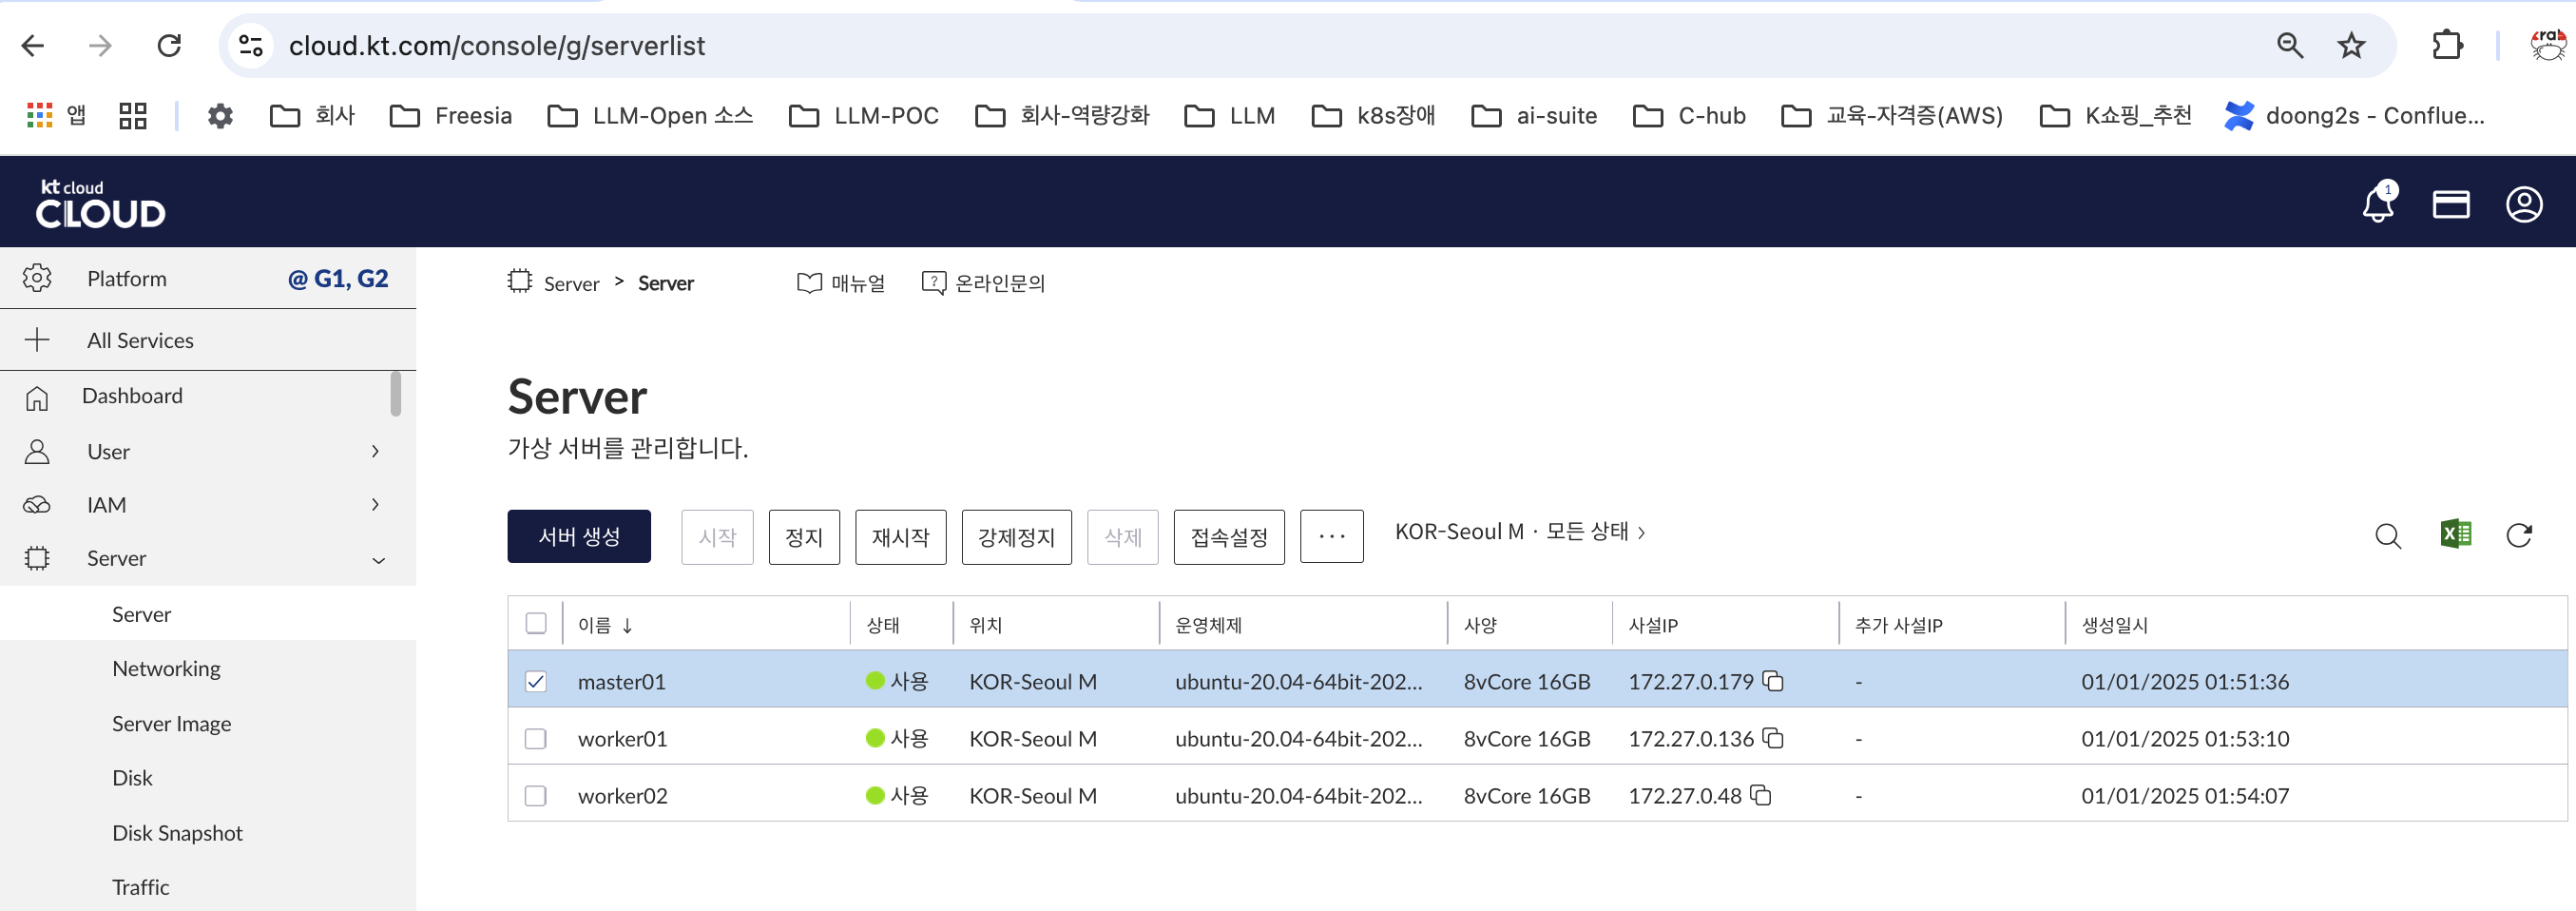 cloud.kt.com/console/g/serverlist
앱 회사 Freesia LLM-Open 소스 LLM-POC 회사-역량강화 LLM k8s장애 ai-suite C-hub 교육-자격증(AWS) K쇼핑_추천 doong2s - Conflue...
kt cloud
CLOUD
1
Platform @ G1, G2
All Services
Dashboard
User
IAM
Server
Server
Networking
Server Image
Disk
Disk Snapshot
Traffic
Server > Server 매뉴얼 온라인문의
Server
가상 서버를 관리합니다.
서버 생성 시작 정지 재시작 강제정지 삭제 접속설정 ··· KOR-Seoul M · 모든 상태 >
이름 ↓ 상태 위치 운영체제 사양 사설IP 추가 사설IP 생성일시
master01 사용 KOR-Seoul M ubuntu-20.04-64bit-202... 8vCore 16GB 172.27.0.179 - 01/01/2025 01:51:36
worker01 사용 KOR-Seoul M ubuntu-20.04-64bit-202... 8vCore 16GB 172.27.0.136 - 01/01/2025 01:53:10
worker02 사용 KOR-Seoul M ubuntu-20.04-64bit-202... 8vCore 16GB 172.27.0.48 - 01/01/2025 01:54:07